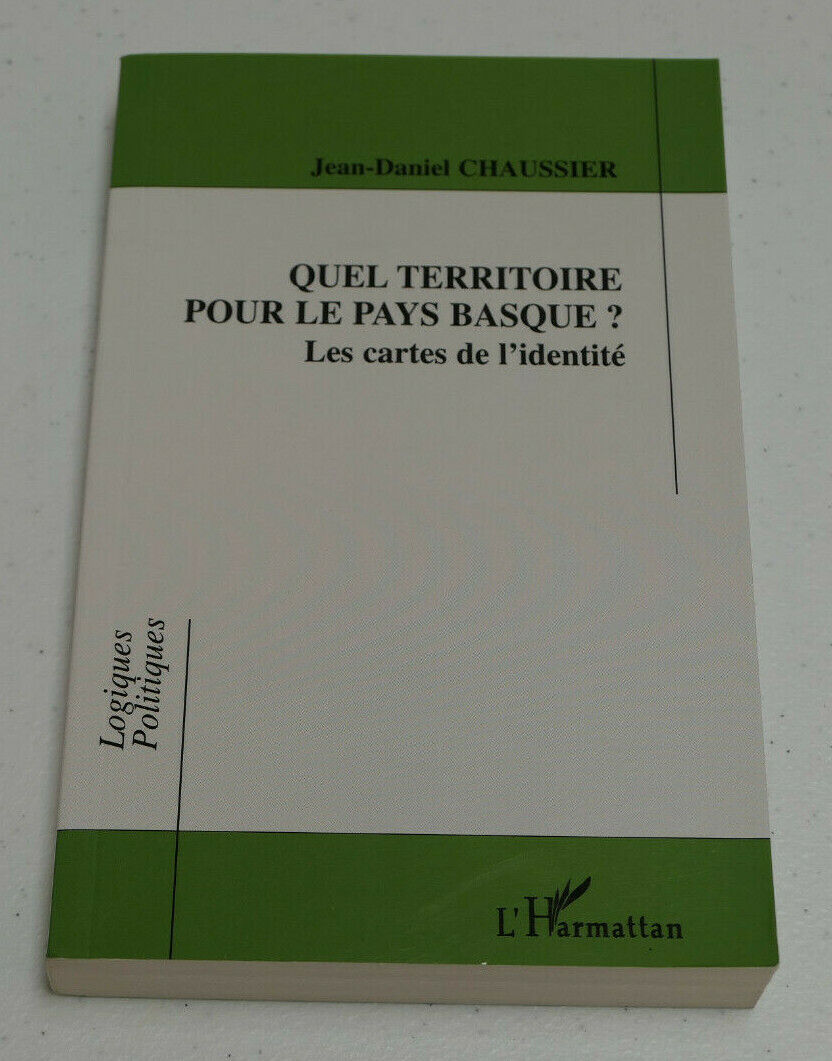 Jean-Daniel CHAUSSIER
QUEL TERRITOIRE
POUR LE PAYS BASQUE ?
Les cartes de l'identité
Logiques
Politiques
L'Harmattan